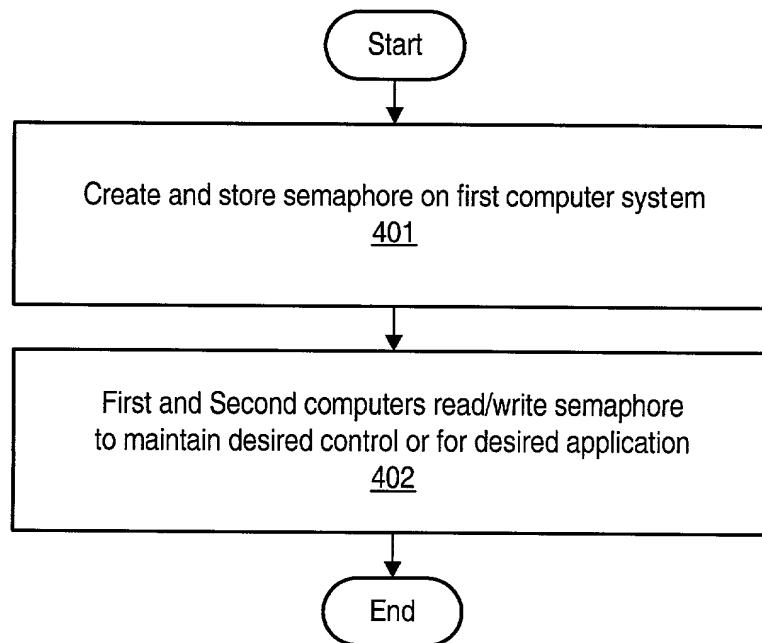 Start
Create and store semaphore on first computer system
401
First and Second computers read/write semaphore
to maintain desired control or for desired application
402
End